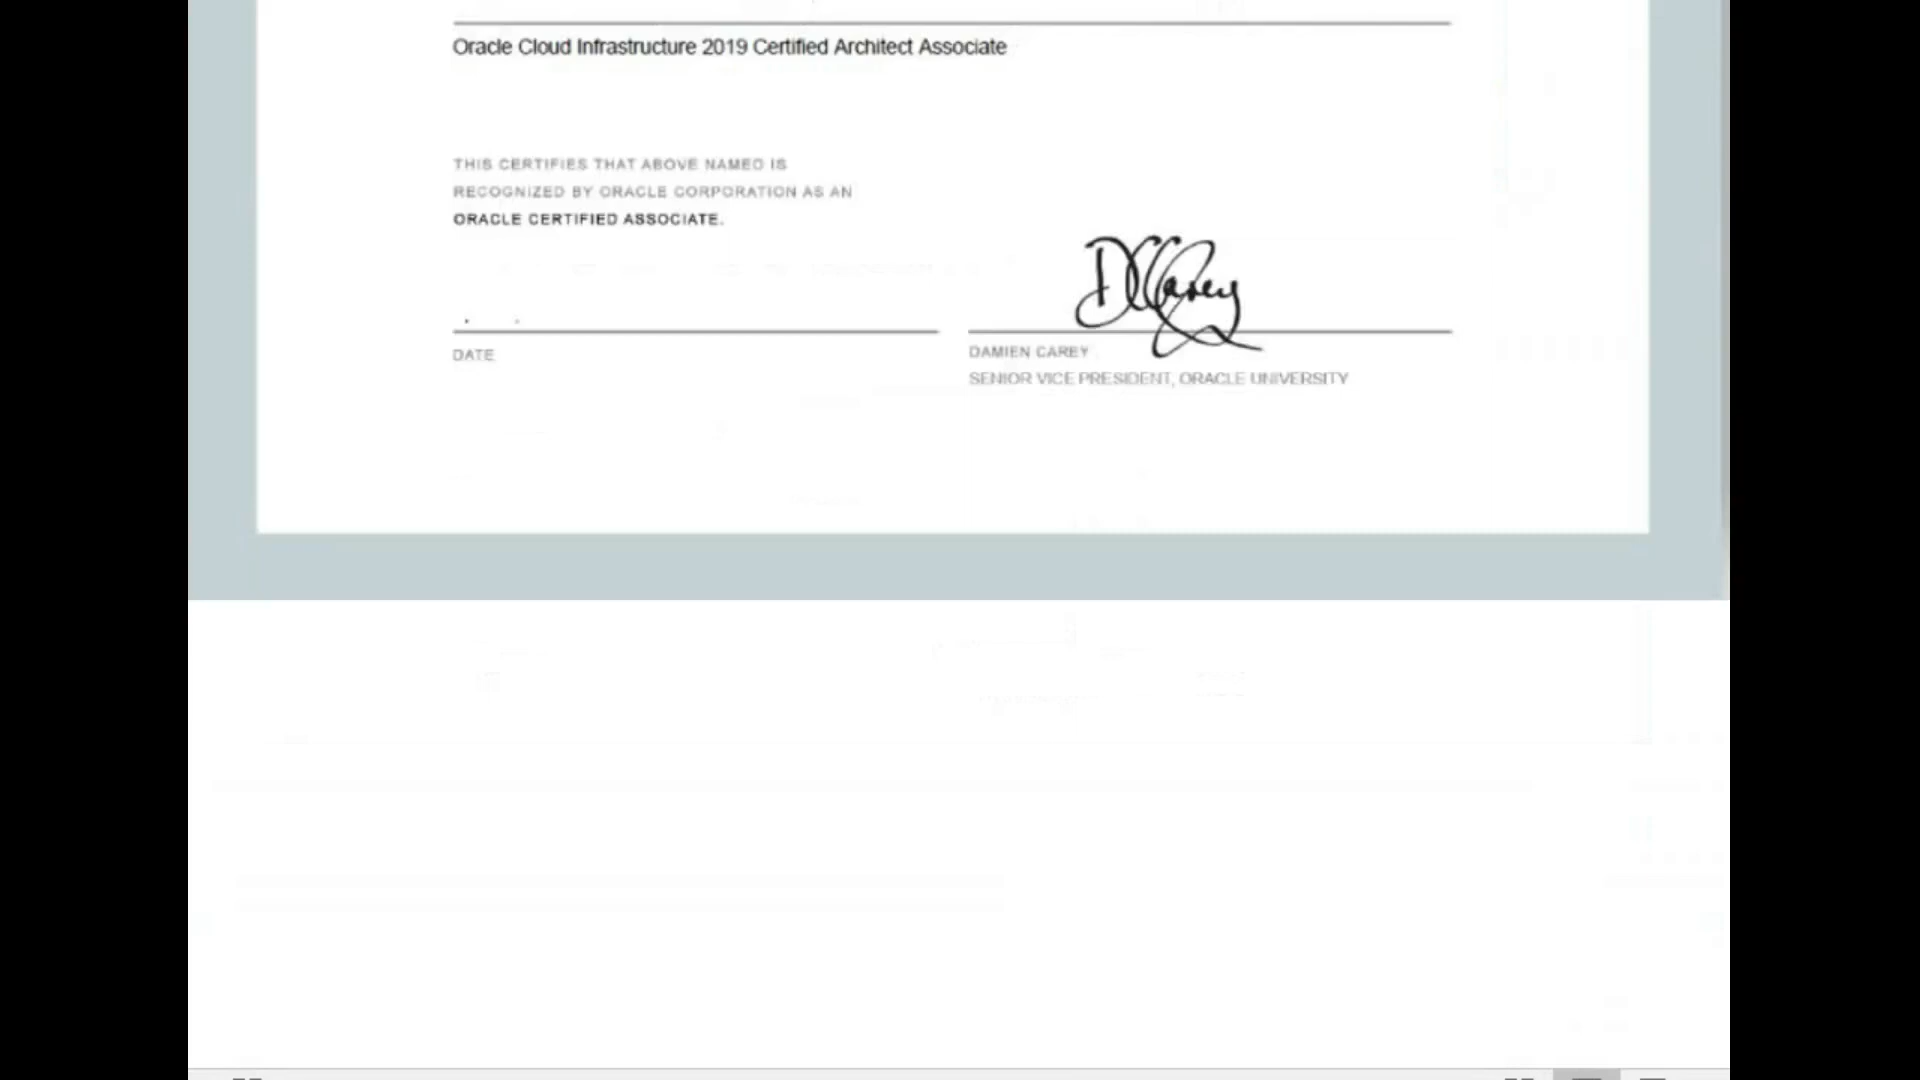 Oracle Cloud Infrastructure 2019 Certified Architect Associate
THIS CERTIFIES THAT ABOVE NAMED IS
RECOGNIZED BY ORACLE CORPORATION AS AN
ORACLE CERTIFIED ASSOCIATE.
DCarey
DATE
DAMIEN CAREY
SENIOR VICE PRESIDENT, ORACLE UNIVERSITY